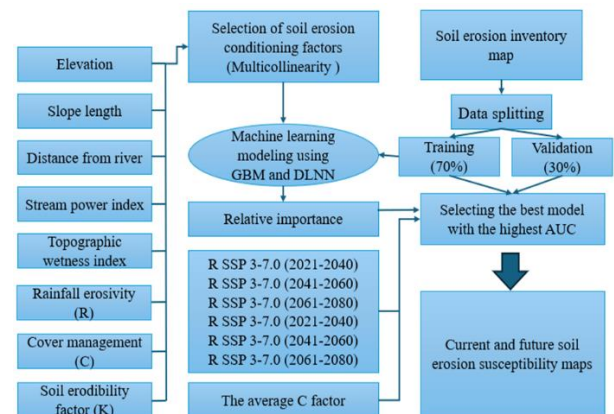 Elevation
Slope length
Distance from river
Stream power index
Topographic
wetness index
Rainfall erosivity
(R)
Cover management
(C)
Soil erodibility
factor (K)
Selection of soil erosion
conditioning factors
(Multicollinearity )
Machine learning
modeling using
GBM and DLNN
Relative importance
R SSP 3-7.0 (2021-2040)
R SSP 3-7.0 (2041-2060)
R SSP 3-7.0 (2061-2080)
R SSP 3-7.0 (2021-2040)
R SSP 3-7.0 (2041-2060)
R SSP 3-7.0 (2061-2080)
The average C factor
Soil erosion inventory
map
Data splitting
Training
(70%)
Validation
(30%)
Selecting the best model
with the highest AUC
Current and future soil
erosion susceptibility maps